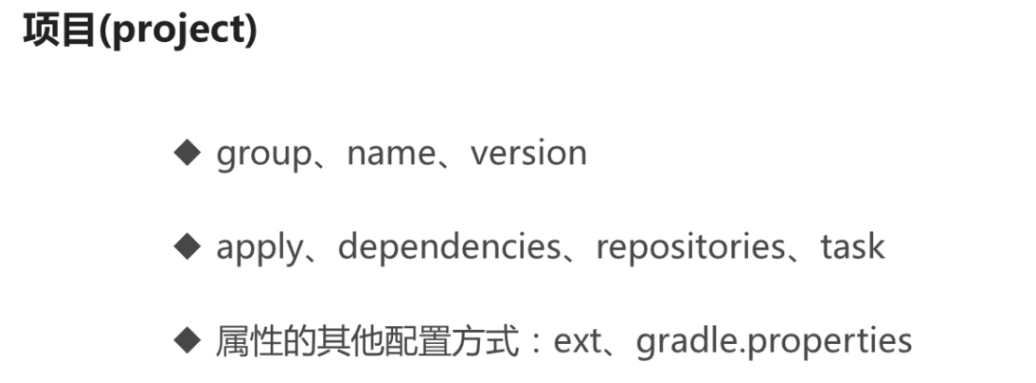 项目(project)
◆ group、name、version
◆ apply、dependencies、repositories、task
◆ 属性的其他配置方式：ext、gradle.properties